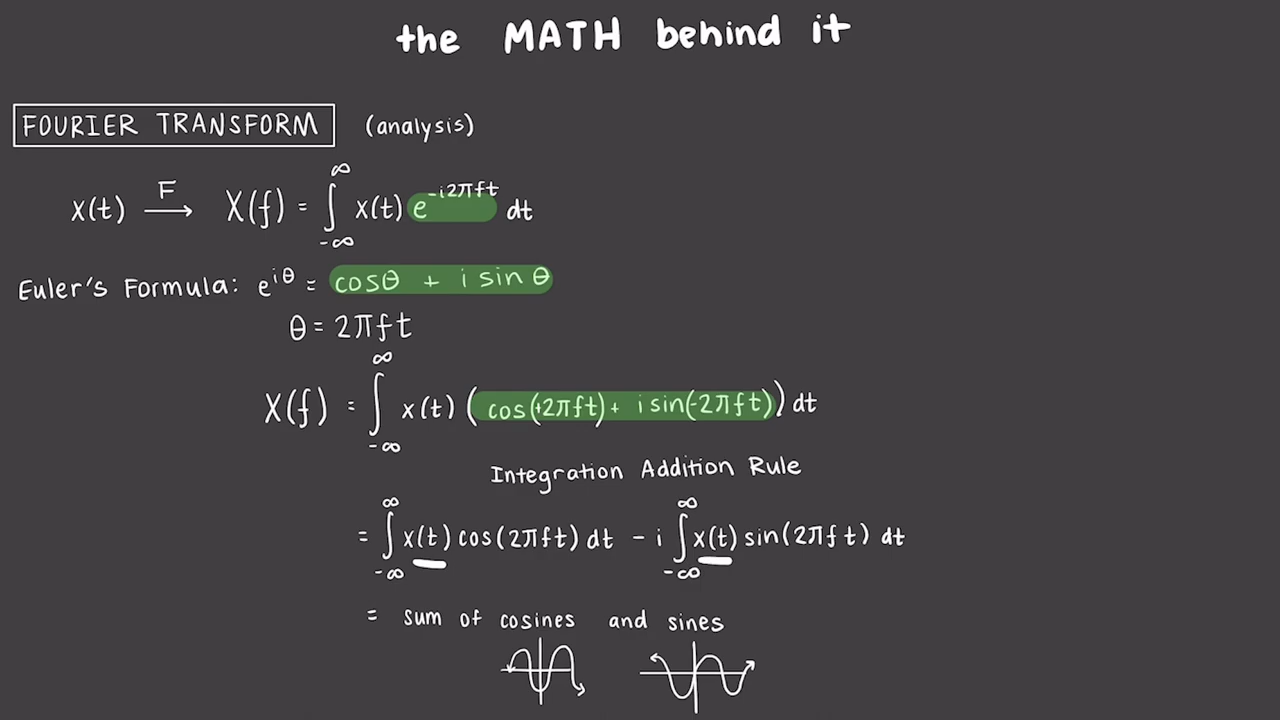 the MATH behind it
FOURIER TRANSFORM (analysis)
x(t) F→ X(f) = ∫_{-∞}^{∞} x(t) e^{-i2πft} dt
Euler's Formula: e^{iθ} = cosθ + i sin θ
θ = 2πft
X(f) = ∫_{-∞}^{∞} x(t) (cos(+2πft) + i sin(-2πft)) dt
Integration Addition Rule
= ∫_{-∞}^{∞} x(t) cos(2πft) dt - i ∫_{-∞}^{∞} x(t) sin(2πft) dt
= sum of cosines and sines